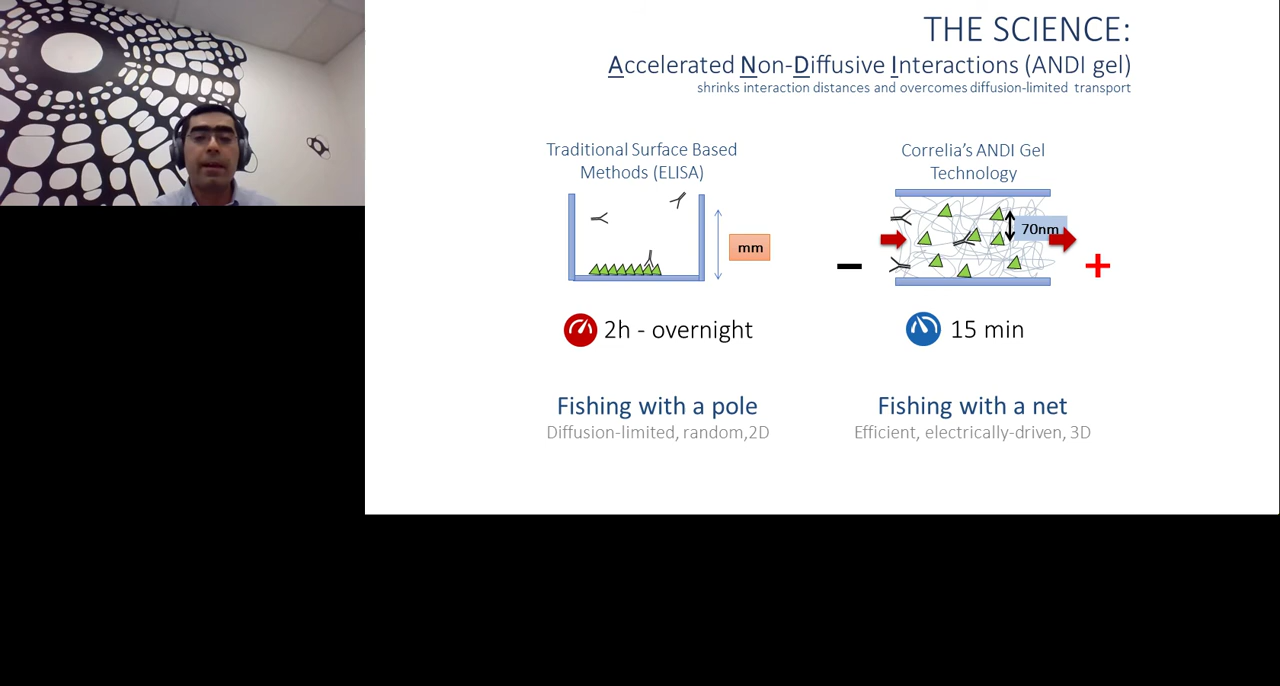 THE SCIENCE:
Accelerated Non-Diffusive Interactions (ANDI gel)
shrinks interaction distances and overcomes diffusion-limited transport
Traditional Surface Based
Methods (ELISA)
mm
2h - overnight
Fishing with a pole
Diffusion-limited, random,2D
Correlia's ANDI Gel
Technology
70nm
− +
15 min
Fishing with a net
Efficient, electrically-driven, 3D